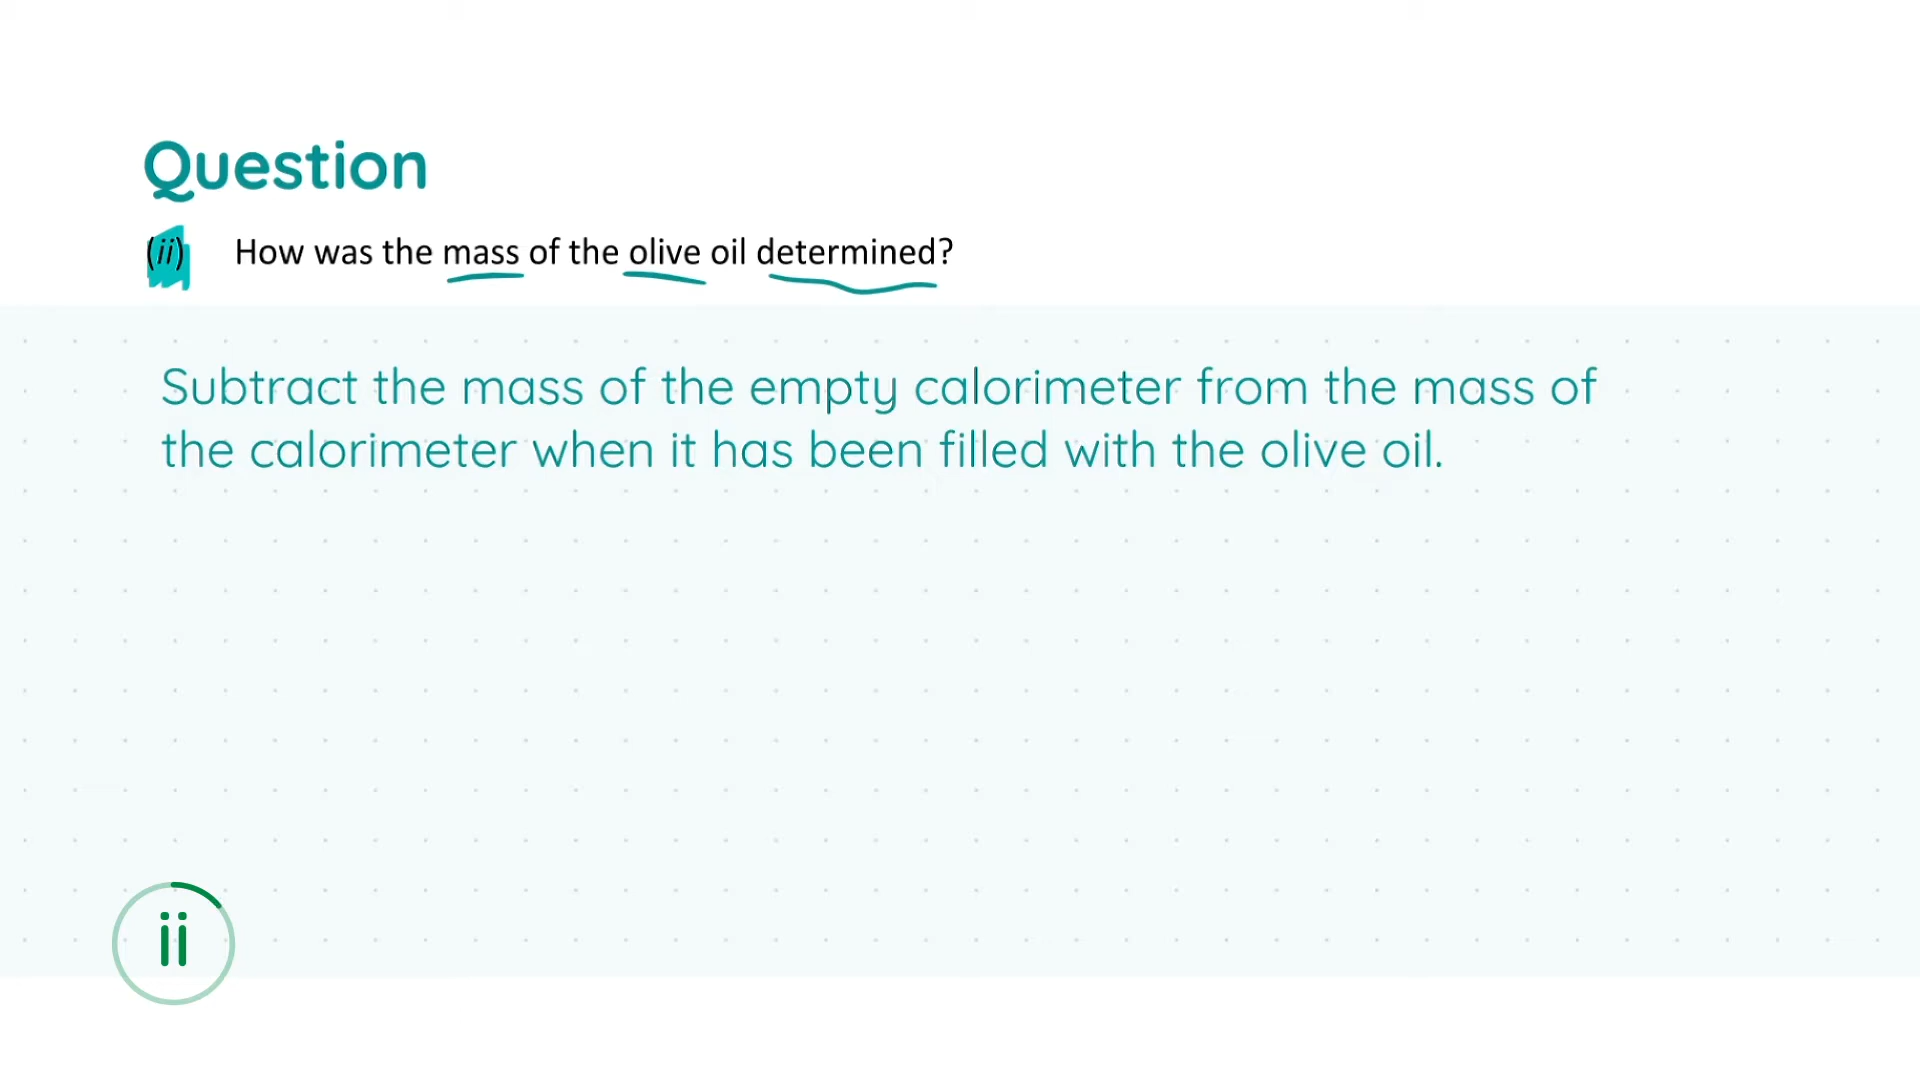 Question
(ii) How was the mass of the olive oil determined?
Subtract the mass of the empty calorimeter from the mass of
the calorimeter when it has been filled with the olive oil.
ii